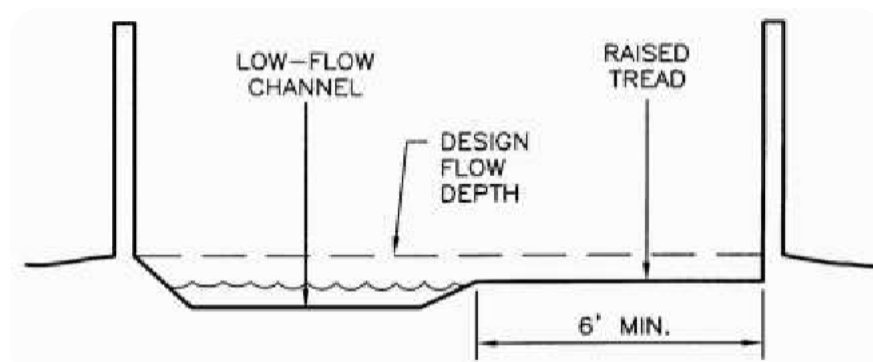 LOW-FLOW
CHANNEL
RAISED
TREAD
DESIGN
FLOW
DEPTH
6' MIN.